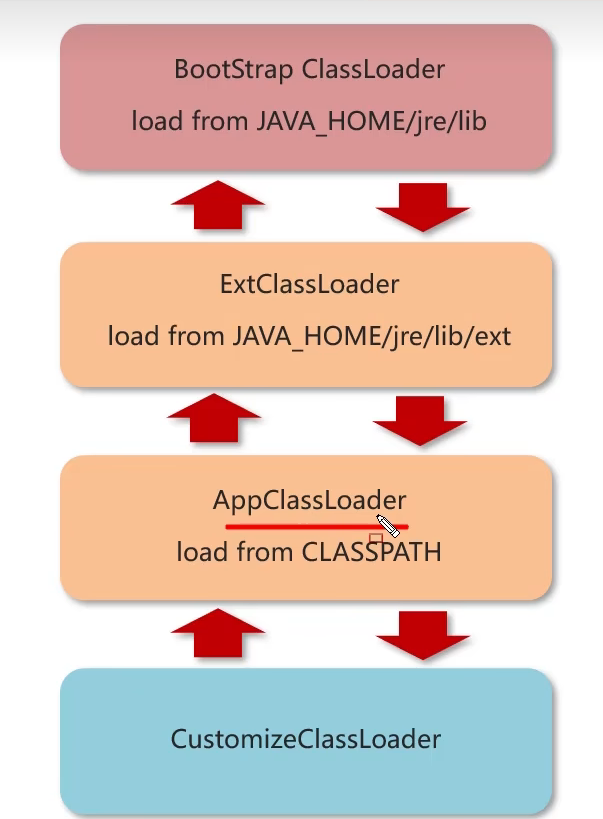 BootStrap ClassLoader
load from JAVA_HOME/jre/lib
ExtClassLoader
load from JAVA_HOME/jre/lib/ext
AppClassLoader
load from CLASSPATH
CustomizeClassLoader